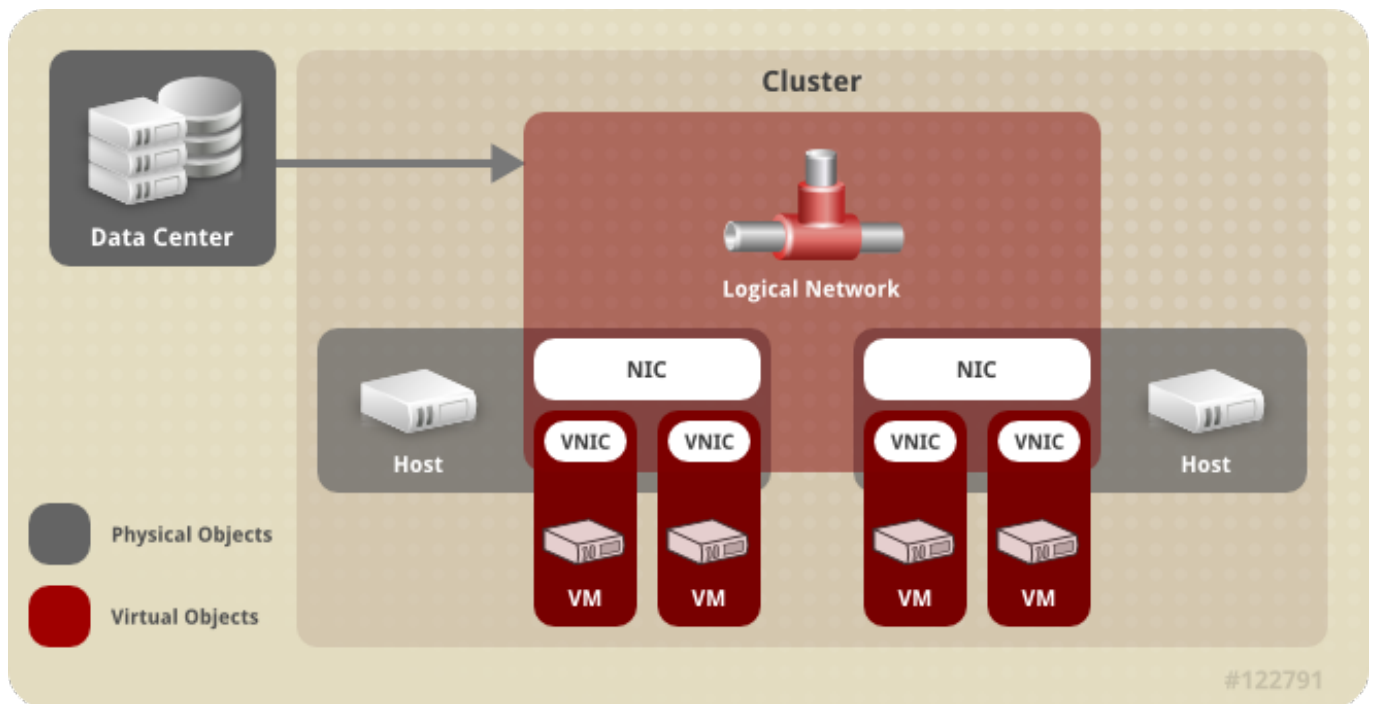 Cluster
Data Center
Logical Network
NIC
NIC
VNIC
VNIC
VNIC
VNIC
Host
Host
Physical Objects
VM
VM
VM
VM
Virtual Objects
#122791